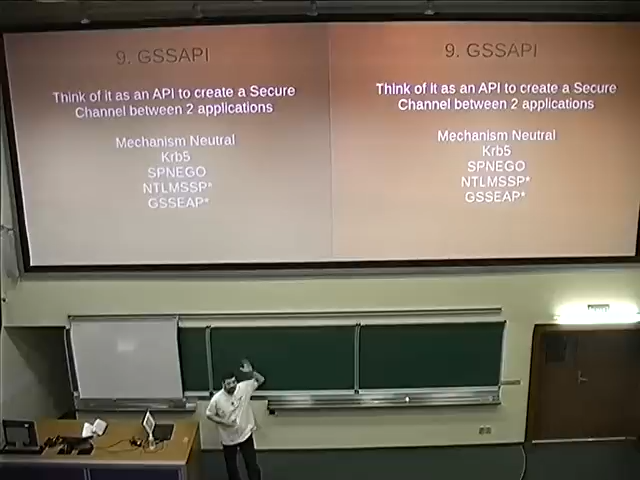 9. GSSAPI
Think of it as an API to create a Secure
Channel between 2 applications
Mechanism Neutral
Krb5
SPNEGO
NTLMSSP*
GSSEAP*
9. GSSAPI
Think of it as an API to create a Secure
Channel between 2 applications
Mechanism Neutral
Krb5
SPNEGO
NTLMSSP*
GSSEAP*